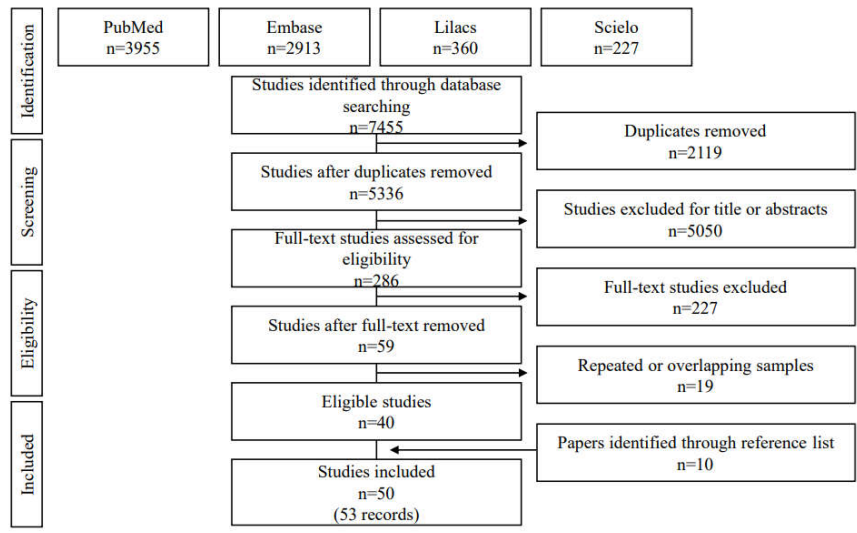 Identification
PubMed
n=3955
Embase
n=2913
Lilacs
n=360
Scielo
n=227
Studies identified through database
searching
n=7455
Duplicates removed
n=2119
Screening
Studies after duplicates removed
n=5336
Studies excluded for title or abstracts
n=5050
Full-text studies assessed for
eligibility
n=286
Eligibility
Full-text studies excluded
n=227
Studies after full-text removed
n=59
Repeated or overlapping samples
n=19
Eligible studies
n=40
Included
Papers identified through reference list
n=10
Studies included
n=50
(53 records)